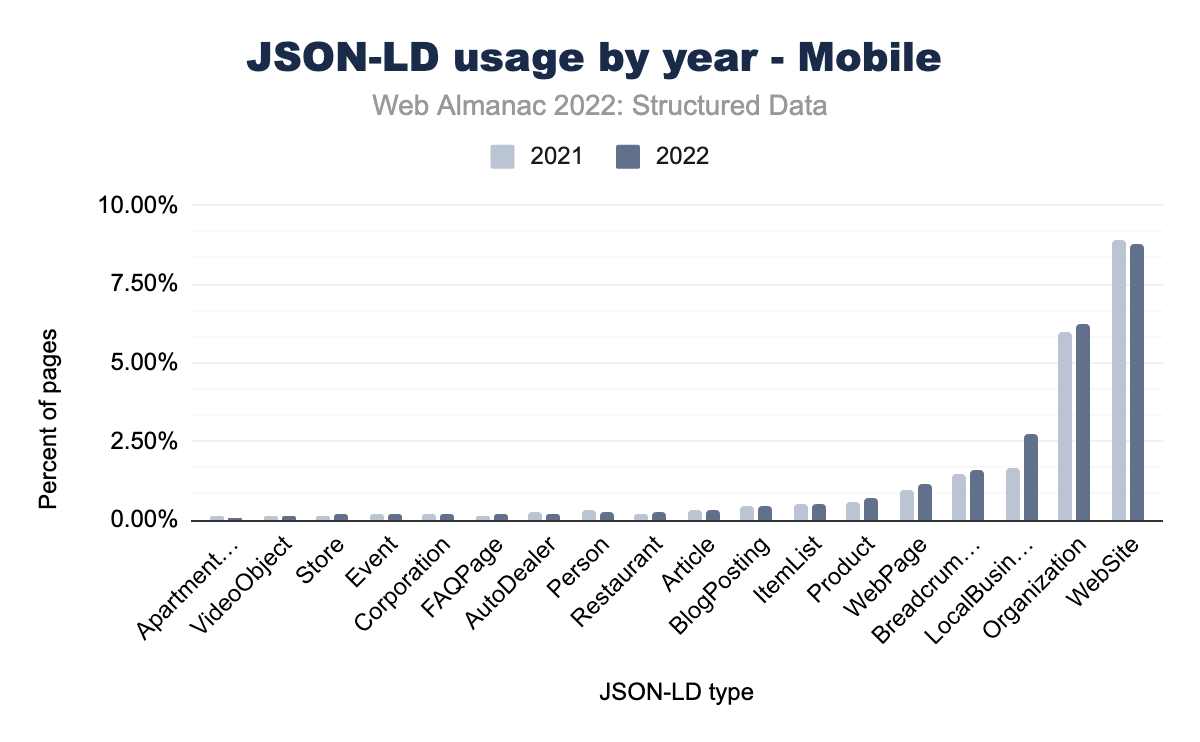 JSON-LD usage by year - Mobile
Web Almanac 2022: Structured Data
2021
2022
Percent of pages
10.00%
7.50%
5.00%
2.50%
0.00%
Apartment…
VideoObject
Store
Event
Corporation
FAQPage
AutoDealer
Person
Restaurant
Article
BlogPosting
ItemList
Product
WebPage
Breadcrum…
LocalBusin…
Organization
WebSite
JSON-LD type